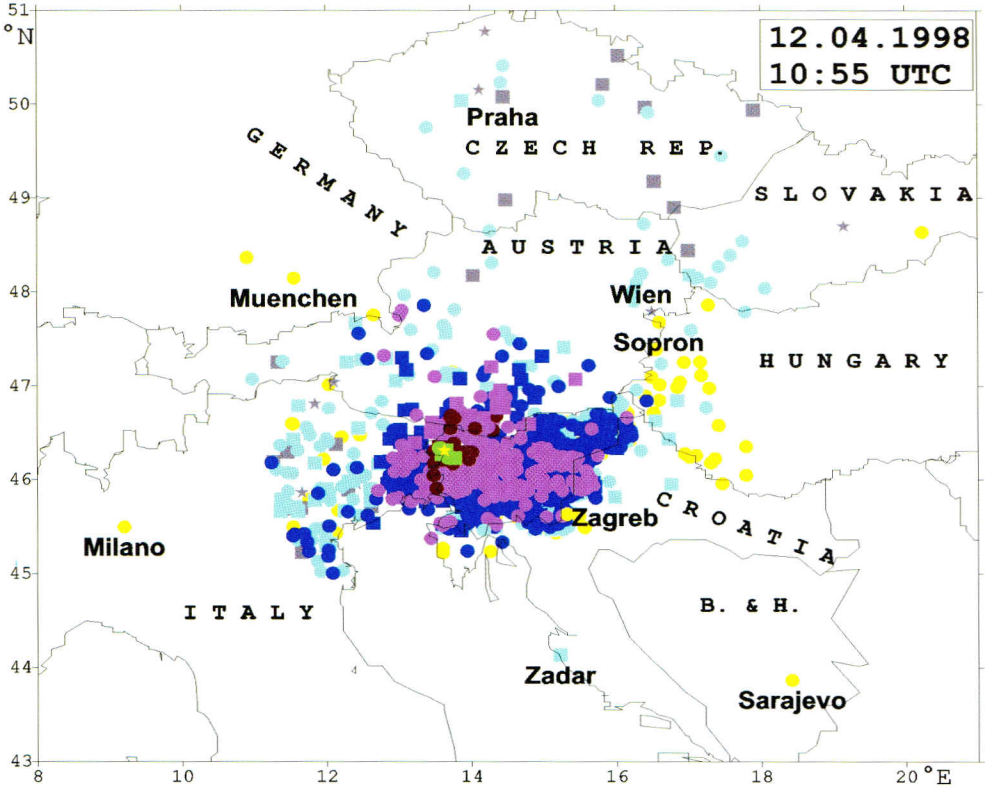 51
°N
12.04.1998
10:55 UTC
50
Praha
CZECH REP.
GERMANY
49
SLOVAKIA
AUSTRIA
48
Muenchen
Wien
Sopron
HUNGARY
47
46
Zagreb
CROATIA
Milano
45
ITALY
B. & H.
44
4
Zadar
Sarajevo
43
8 10 12 14 16 18 20 °E